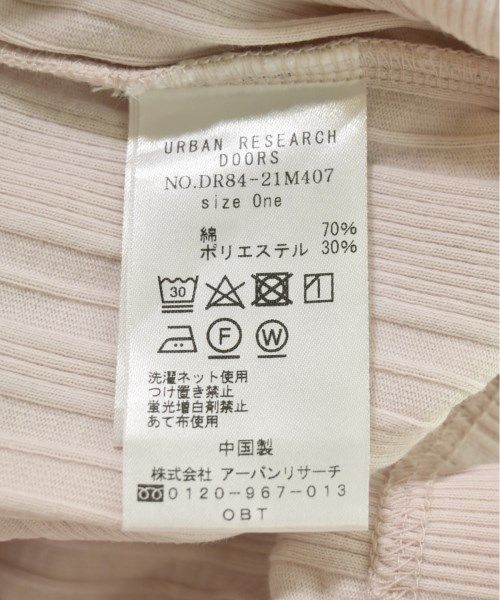 URBAN RESEARCH
DOORS
NO.DR84-21M407
size One
綿 70%
ポリエステル 30%
30
F
W
洗濯ネット使用
つけ置き禁止
蛍光増白剤禁止
あて布使用
中国製
株式会社 アーバンリサーチ
0120-967-013
OBT